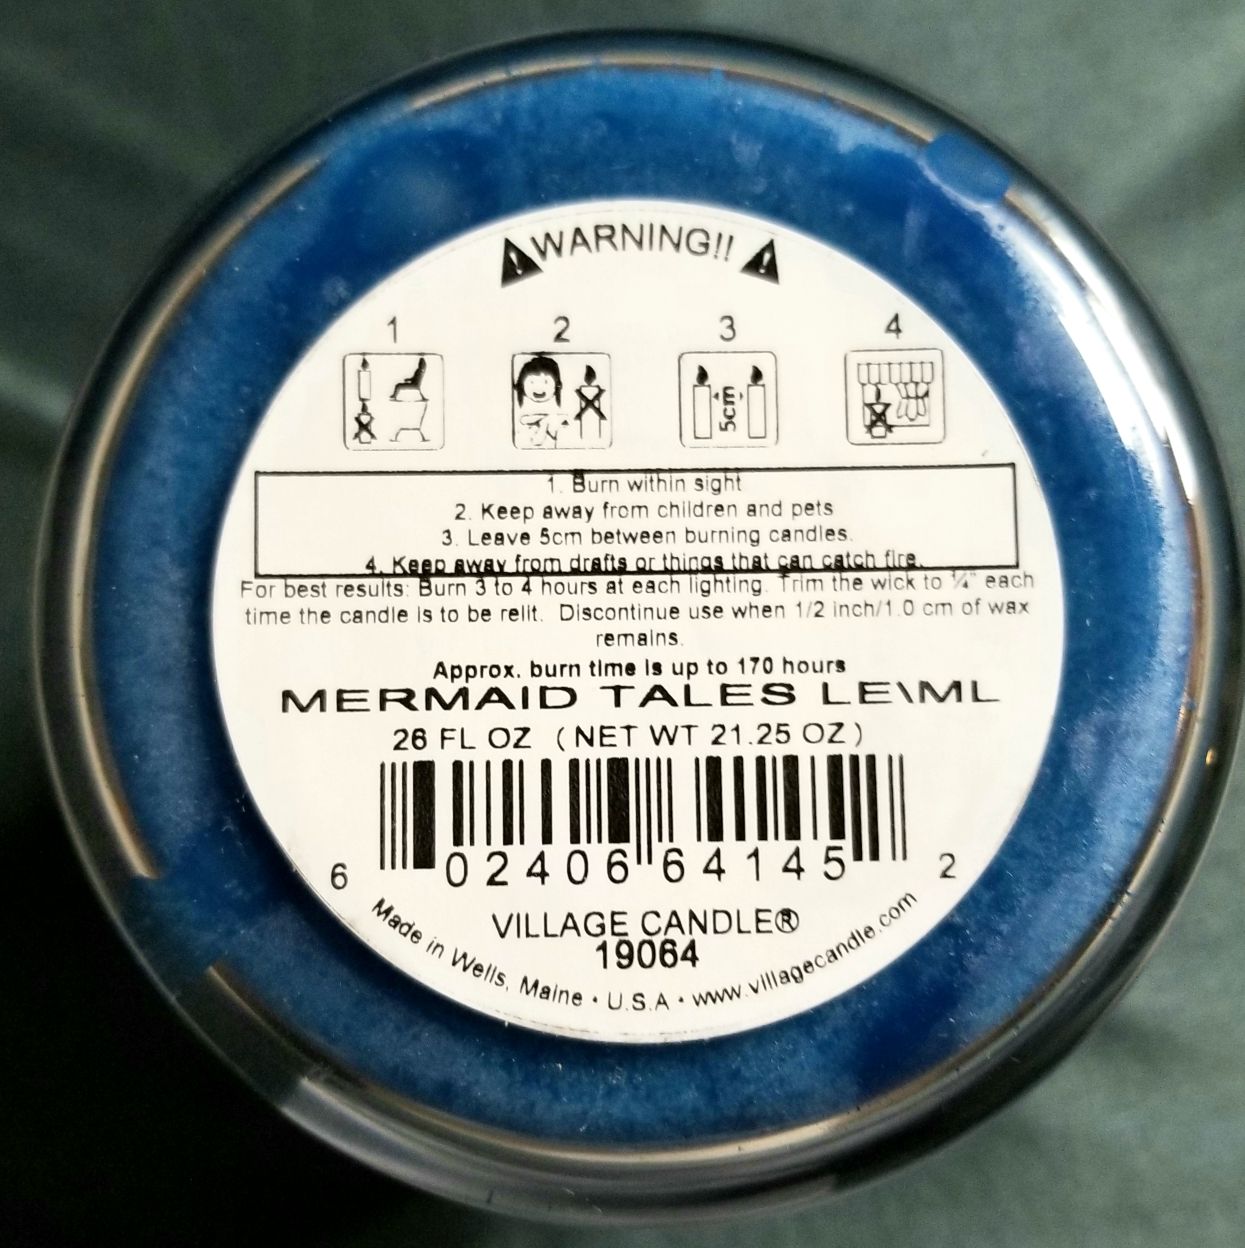 WARNING!!
1 2 3 4
5cm
1. Burn within sight
2. Keep away from children and pets
3. Leave 5cm between burning candles.
4. Keep away from drafts or things that can catch fire.
For best results: Burn 3 to 4 hours at each lighting. Trim the wick to ¼" each
time the candle is to be relit. Discontinue use when 1/2 inch/1.0 cm of wax
remains.
Approx. burn time is up to 170 hours
MERMAID TALES LE\ML
26 FL OZ (NET WT 21.25 OZ)
6 02406 64145 2
VILLAGE CANDLE®
19064
Made in Wells, Maine • U.S.A • www.villagecandle.com